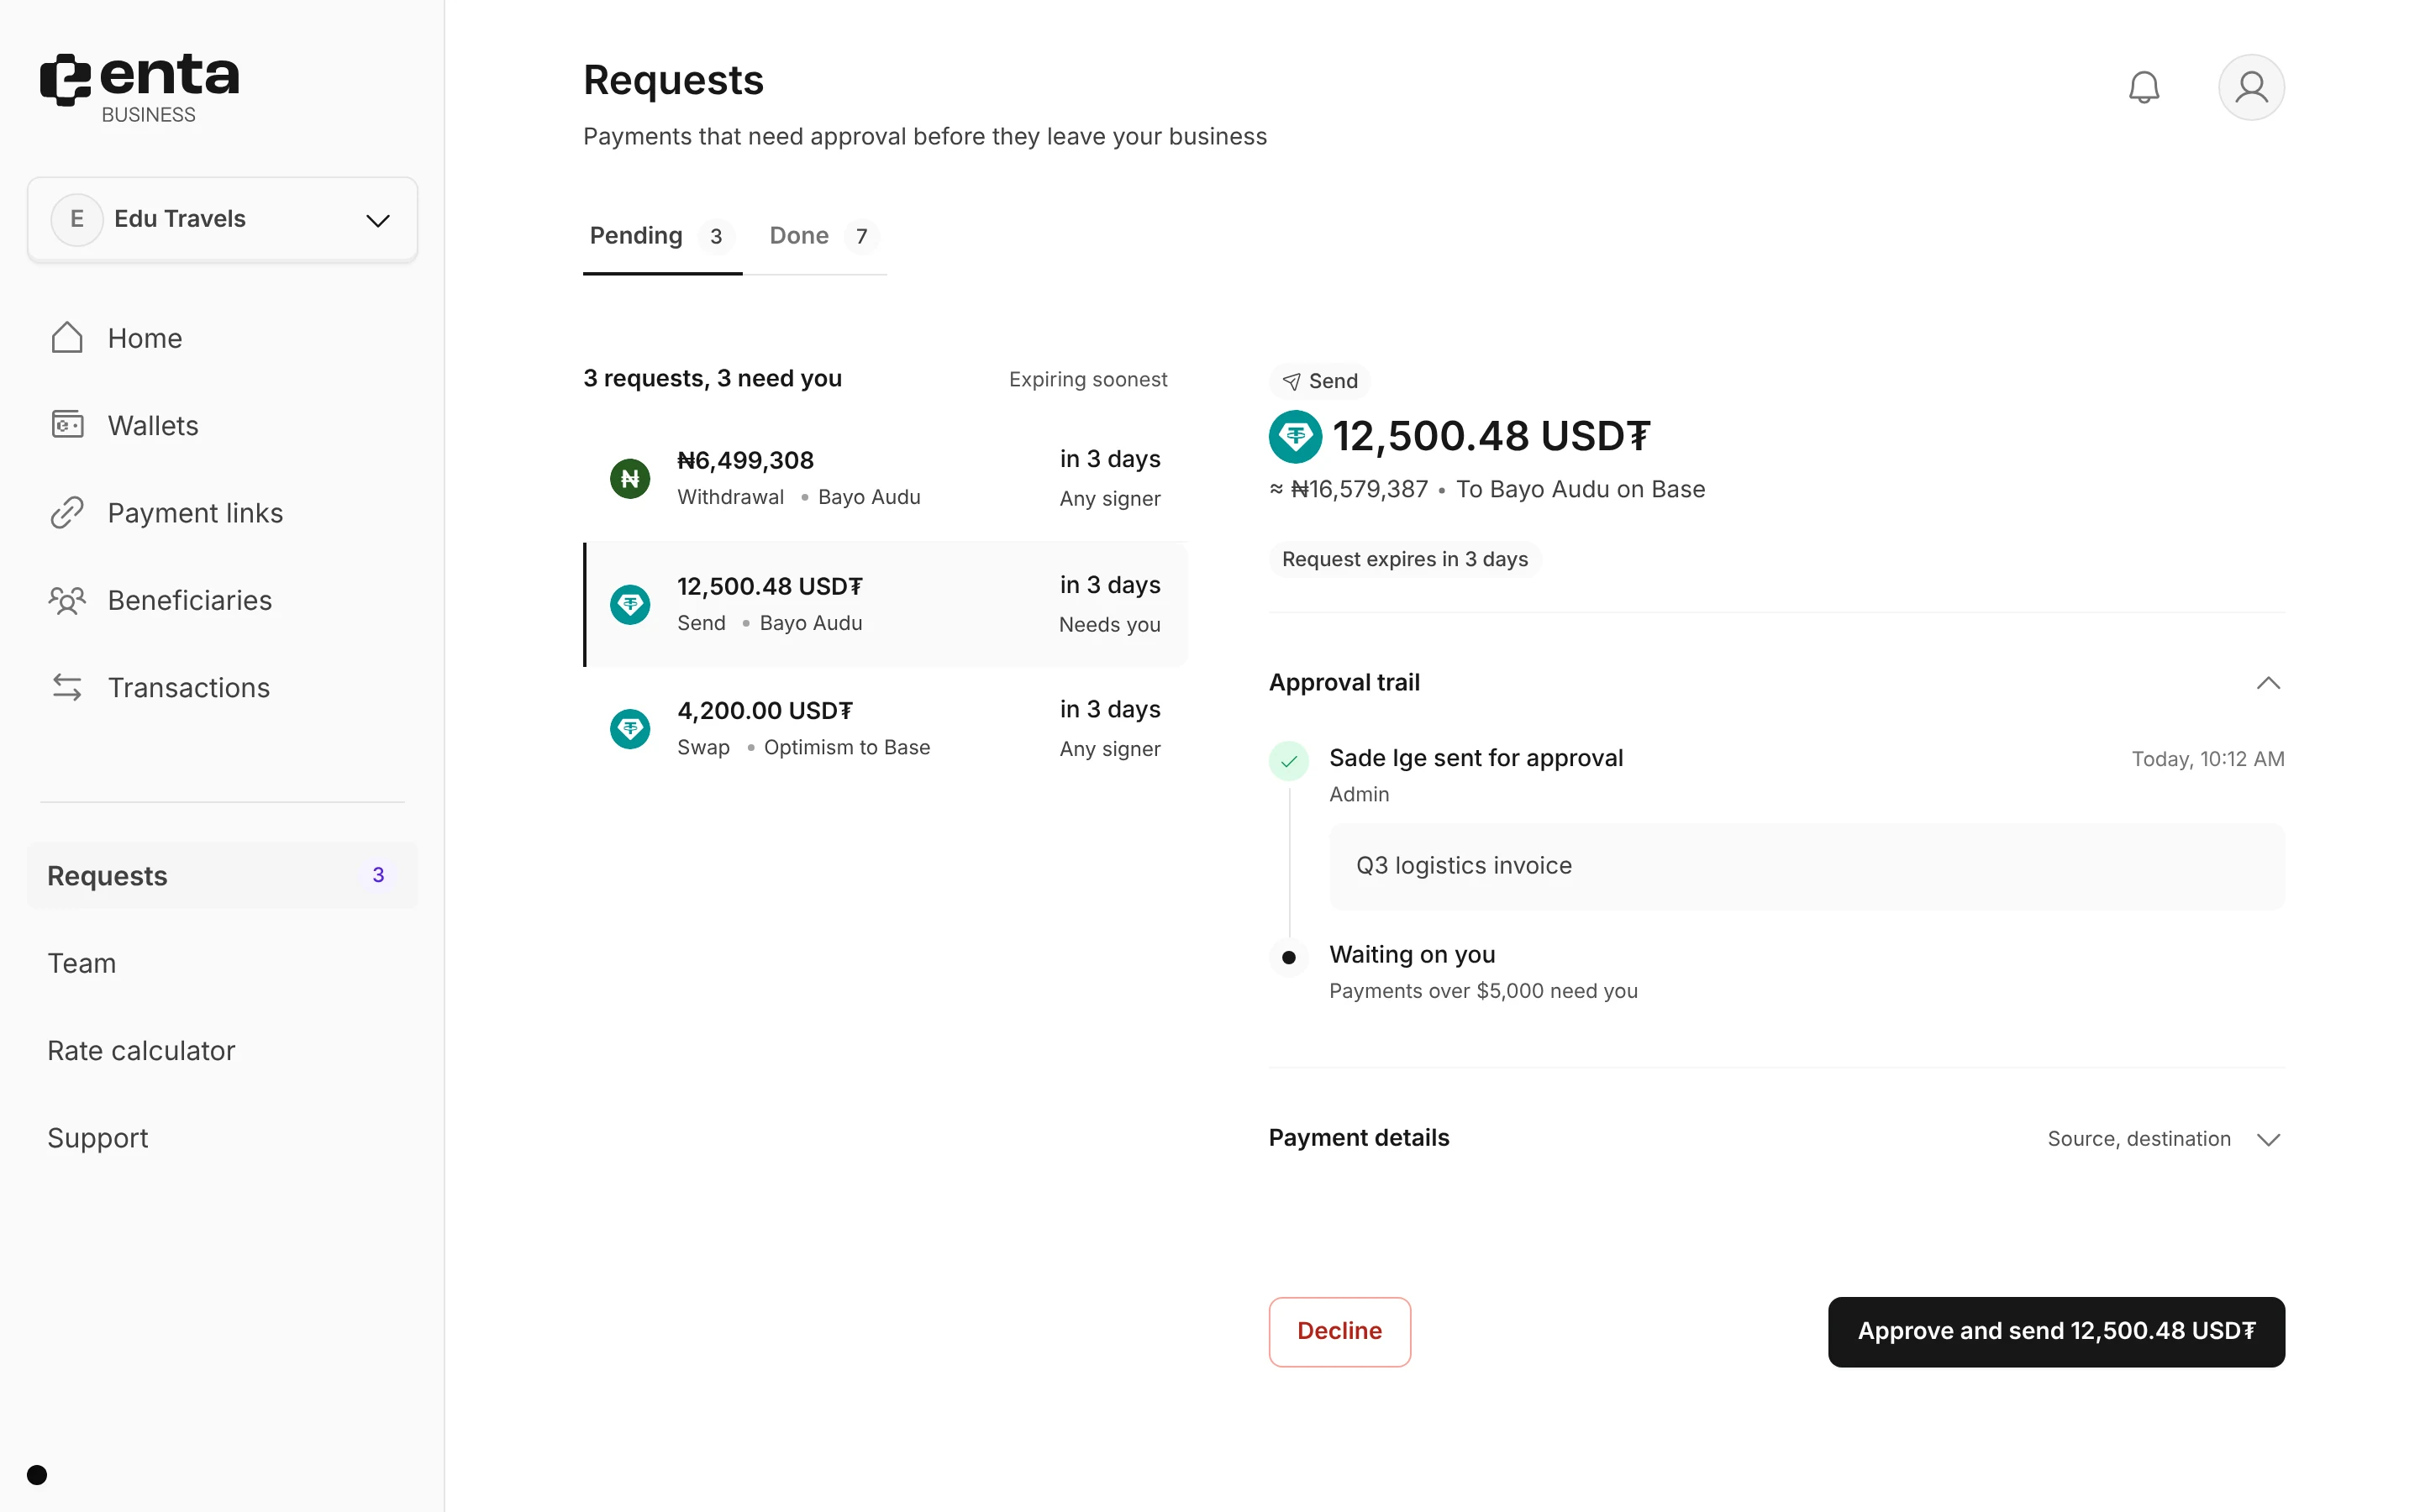 enta
BUSINESS
E Edu Travels
Home
Wallets
Payment links
Beneficiaries
Transactions
Requests 3
Team
Rate calculator
Support
Requests
Payments that need approval before they leave your business
Pending 3 Done 7
3 requests, 3 need you Expiring soonest
₦6,499,308 in 3 days
Withdrawal • Bayo Audu Any signer
12,500.48 USD₮ in 3 days
Send • Bayo Audu Needs you
4,200.00 USD₮ in 3 days
Swap • Optimism to Base Any signer
Send
12,500.48 USD₮
≈ ₦16,579,387 • To Bayo Audu on Base
Request expires in 3 days
Approval trail
Sade Ige sent for approval Today, 10:12 AM
Admin
Q3 logistics invoice
Waiting on you
Payments over $5,000 need you
Payment details Source, destination
Decline Approve and send 12,500.48 USD₮